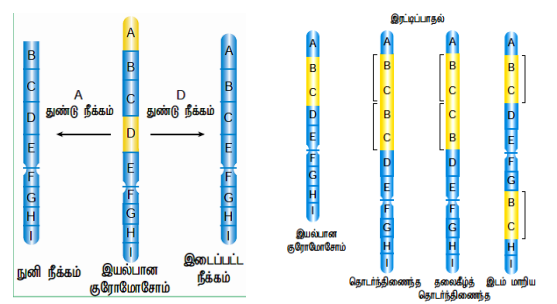 A
B
C
D
E
F
G
H
I
A
துண்டு நீக்கம்
D
துண்டு நீக்கம்
B
C
D
E
F
G
H
I
A
B
C
D
E
F
G
H
I
நுனி நீக்கம்
இயல்பான
குரோமோசோம்
இடைப்பட்ட
நீக்கம்
இரட்டிப்பாதல்
A
B
C
D
E
F
G
H
I
இயல்பான
குரோமோசோம்
A
B
C
B
C
D
E
F
G
H
I
தொடர்ந்திணைந்த
A
B
C
C
B
D
E
F
G
H
I
தலைகீழ்த்
தொடர்ந்திணைந்த
A
B
C
D
E
F
G
B
C
H
I
இடம் மாறிய